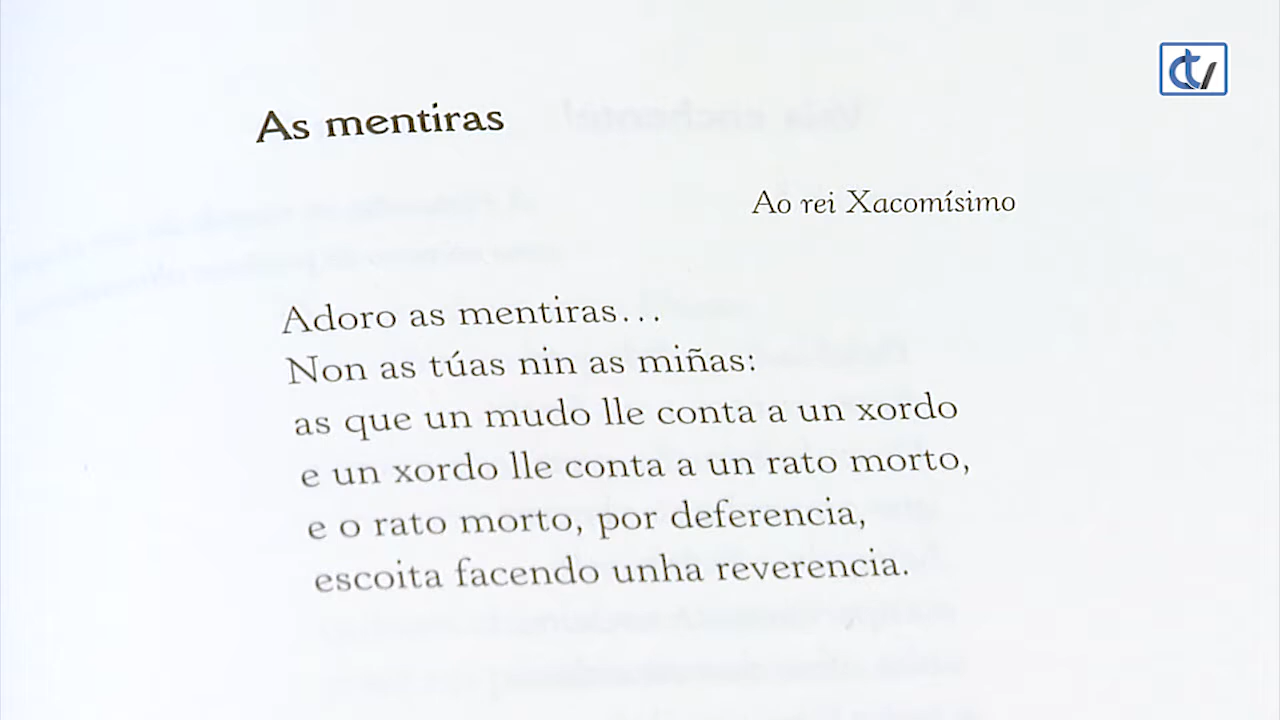 As mentiras
Ao rei Xacomísimo
Adoro as mentiras...
Non as túas nin as miñas:
as que un mudo lle conta a un xordo
e un xordo lle conta a un rato morto,
e o rato morto, por deferencia,
escoita facendo unha reverencia.